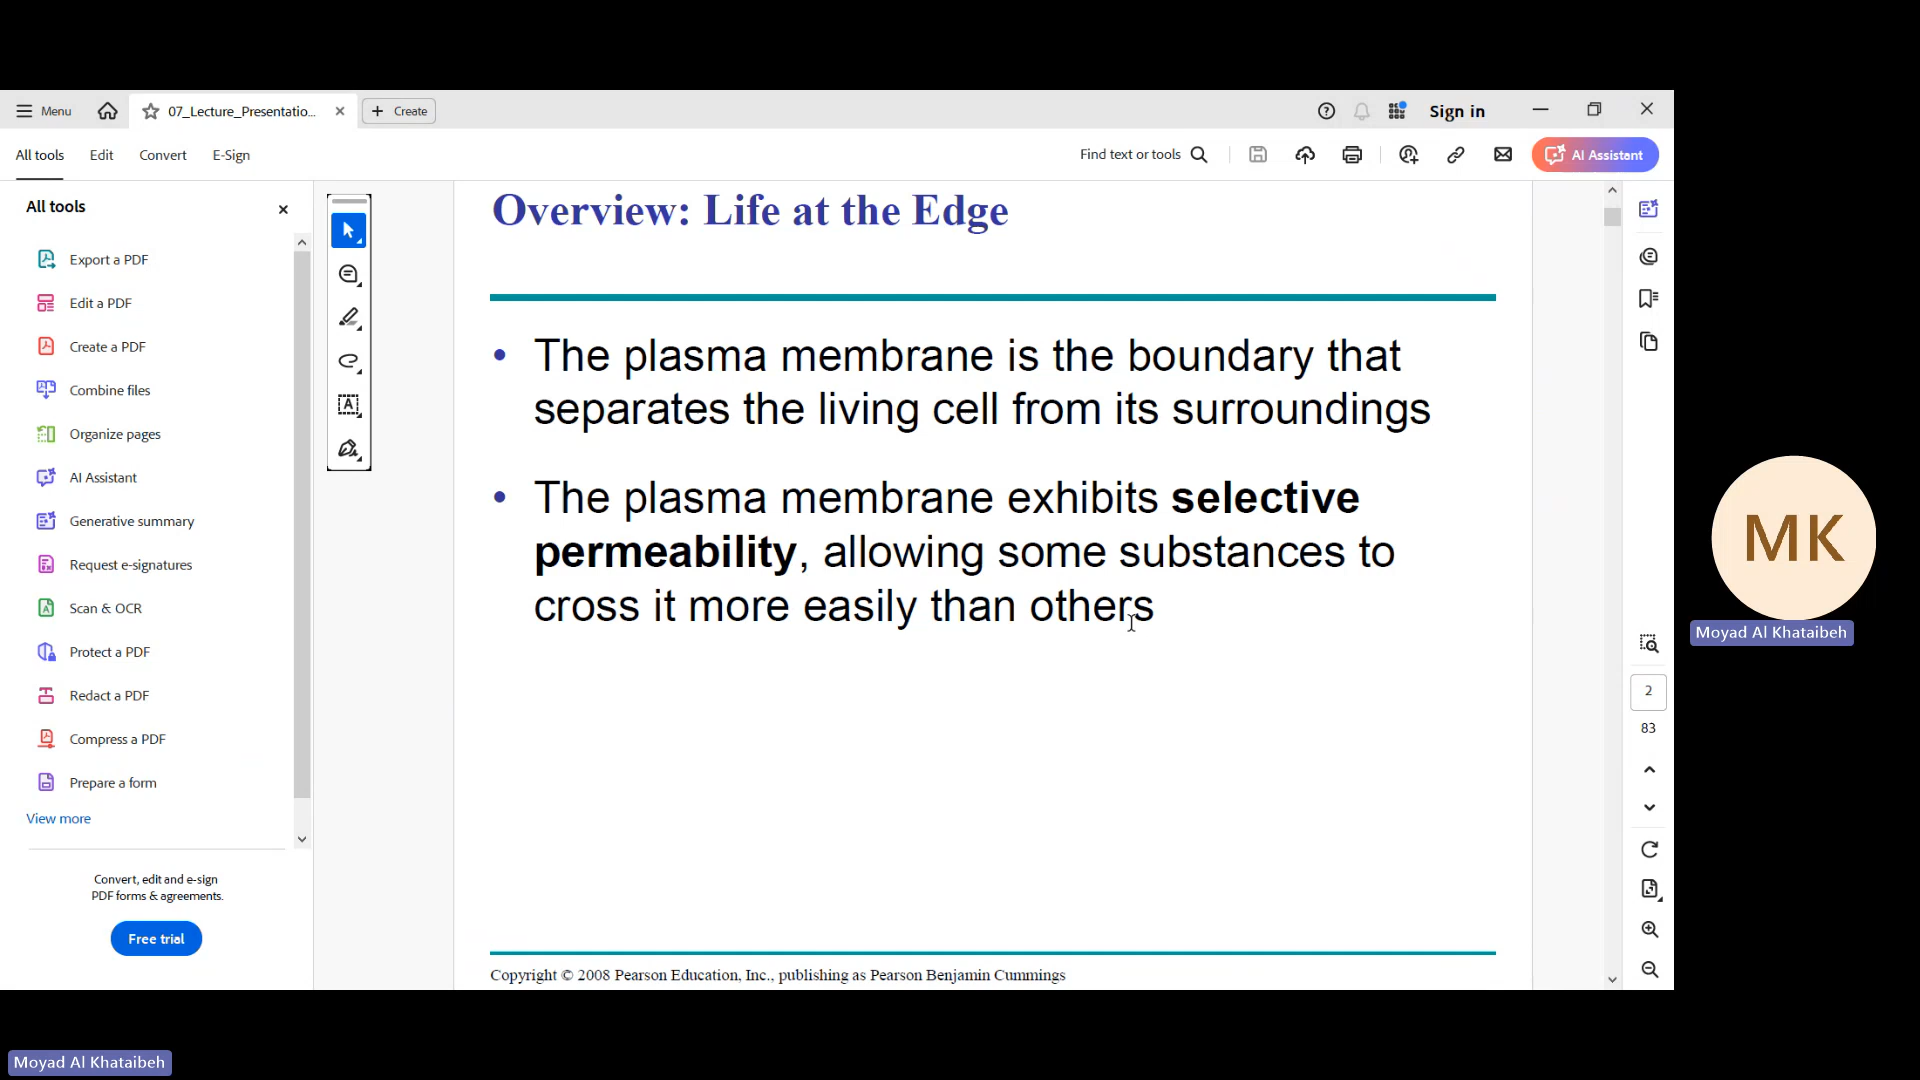 Menu
07_Lecture_Presentatio...
Create
Sign in
All tools
Edit
Convert
E-Sign
Find text or tools
AI Assistant
All tools
Export a PDF
Edit a PDF
Create a PDF
Combine files
Organize pages
AI Assistant
Generative summary
Request e-signatures
Scan & OCR
Protect a PDF
Redact a PDF
Compress a PDF
Prepare a form
View more
Convert, edit and e-sign
PDF forms & agreements.
Free trial
Overview: Life at the Edge
• The plasma membrane is the boundary that
separates the living cell from its surroundings
• The plasma membrane exhibits selective
permeability, allowing some substances to
cross it more easily than others
Copyright © 2008 Pearson Education, Inc., publishing as Pearson Benjamin Cummings
2
83
MK
Moyad Al Khataibeh
Moyad Al Khataibeh